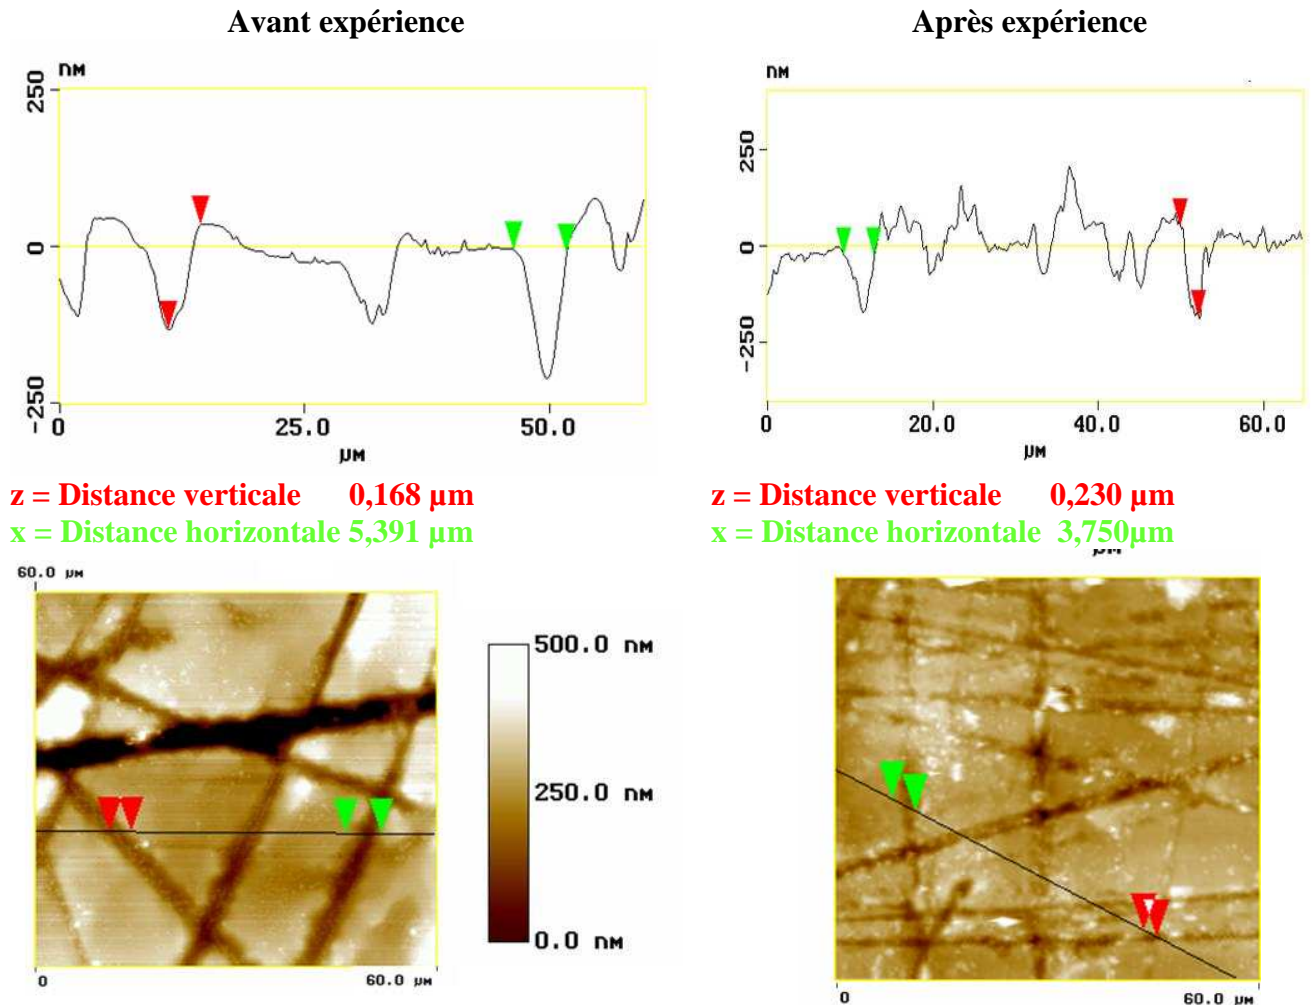 Avant expérience
Après expérience
nm
250
0
-250
0
25.0
50.0
µm
nm
250
0
-250
0
20.0
40.0
60.0
µm
z = Distance verticale 0,168 µm
x = Distance horizontale 5,391 µm
z = Distance verticale 0,230 µm
x = Distance horizontale 3,750µm
60.0 µm
0
60.0 µm
500.0 nm
250.0 nm
0.0 nm
µm
0
60.0 µm